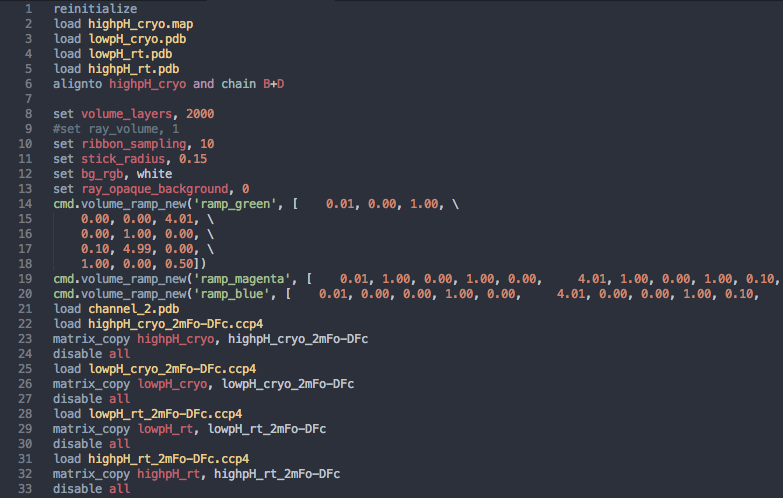 1 reinitialize
2 load highpH_cryo.map
3 load lowpH_cryo.pdb
4 load lowpH_rt.pdb
5 load highpH_rt.pdb
6 alignto highpH_cryo and chain B+D
7
8 set volume_layers, 2000
9 #set ray_volume, 1
10 set ribbon_sampling, 10
11 set stick_radius, 0.15
12 set bg_rgb, white
13 set ray_opaque_background, 0
14 cmd.volume_ramp_new('ramp_green', [    0.01, 0.00, 1.00, \
15     0.00, 0.00, 4.01, \
16     0.00, 1.00, 0.00, \
17     0.10, 4.99, 0.00, \
18     1.00, 0.00, 0.50])
19 cmd.volume_ramp_new('ramp_magenta', [    0.01, 1.00, 0.00, 1.00, 0.00,     4.01, 1.00, 0.00, 1.00, 0.10,
20 cmd.volume_ramp_new('ramp_blue', [    0.01, 0.00, 0.00, 1.00, 0.00,     4.01, 0.00, 0.00, 1.00, 0.10,
21 load channel_2.pdb
22 load highpH_cryo_2mFo-DFc.ccp4
23 matrix_copy highpH_cryo, highpH_cryo_2mFo-DFc
24 disable all
25 load lowpH_cryo_2mFo-DFc.ccp4
26 matrix_copy lowpH_cryo, lowpH_cryo_2mFo-DFc
27 disable all
28 load lowpH_rt_2mFo-DFc.ccp4
29 matrix_copy lowpH_rt, lowpH_rt_2mFo-DFc
30 disable all
31 load highpH_rt_2mFo-DFc.ccp4
32 matrix_copy highpH_rt, highpH_rt_2mFo-DFc
33 disable all